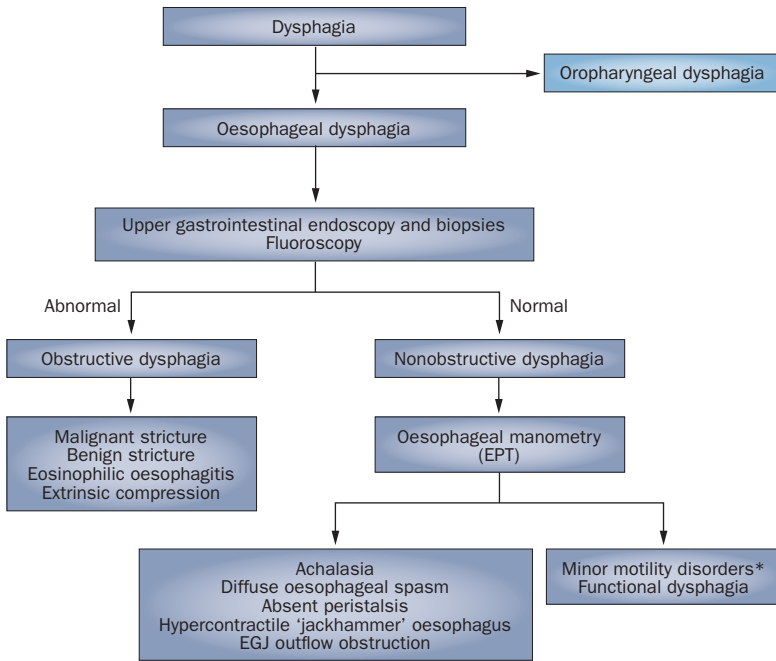 Dysphagia
Oropharyngeal dysphagia
Oesophageal dysphagia
Upper gastrointestinal endoscopy and biopsies
Fluoroscopy
Abnormal
Normal
Obstructive dysphagia
Nonobstructive dysphagia
Malignant stricture
Benign stricture
Eosinophilic oesophagitis
Extrinsic compression
Oesophageal manometry
(EPT)
Achalasia
Diffuse oesophageal spasm
Absent peristalsis
Hypercontractile ‘jackhammer’ oesophagus
EGJ outflow obstruction
Minor motility disorders*
Functional dysphagia